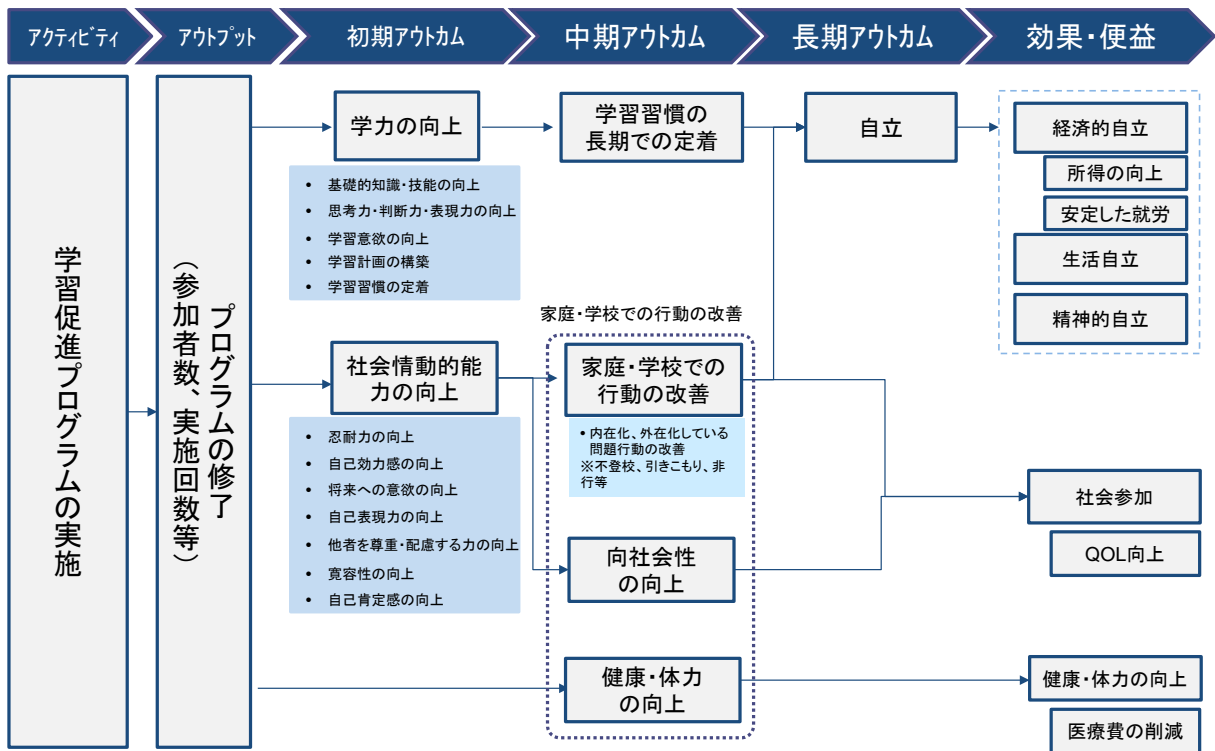 アクティビティ
アウトプット
初期アウトカム
中期アウトカム
長期アウトカム
効果・便益
学習促進プログラムの実施
プログラムの修了
（参加者数、実施回数等）
学力の向上
• 基礎的知識・技能の向上
• 思考力・判断力・表現力の向上
• 学習意欲の向上
• 学習計画の構築
• 学習習慣の定着
社会情動的能
力の向上
• 忍耐力の向上
• 自己効力感の向上
• 将来への意欲の向上
• 自己表現力の向上
• 他者を尊重・配慮する力の向上
• 寛容性の向上
• 自己肯定感の向上
学習習慣の
長期での定着
家庭・学校での行動の改善
家庭・学校での
行動の改善
• 内在化、外在化している
問題行動の改善
※不登校、引きこもり、非
行等
向社会性
の向上
健康・体力
の向上
自立
経済的自立
所得の向上
安定した就労
生活自立
精神的自立
社会参加
QOL向上
健康・体力の向上
医療費の削減